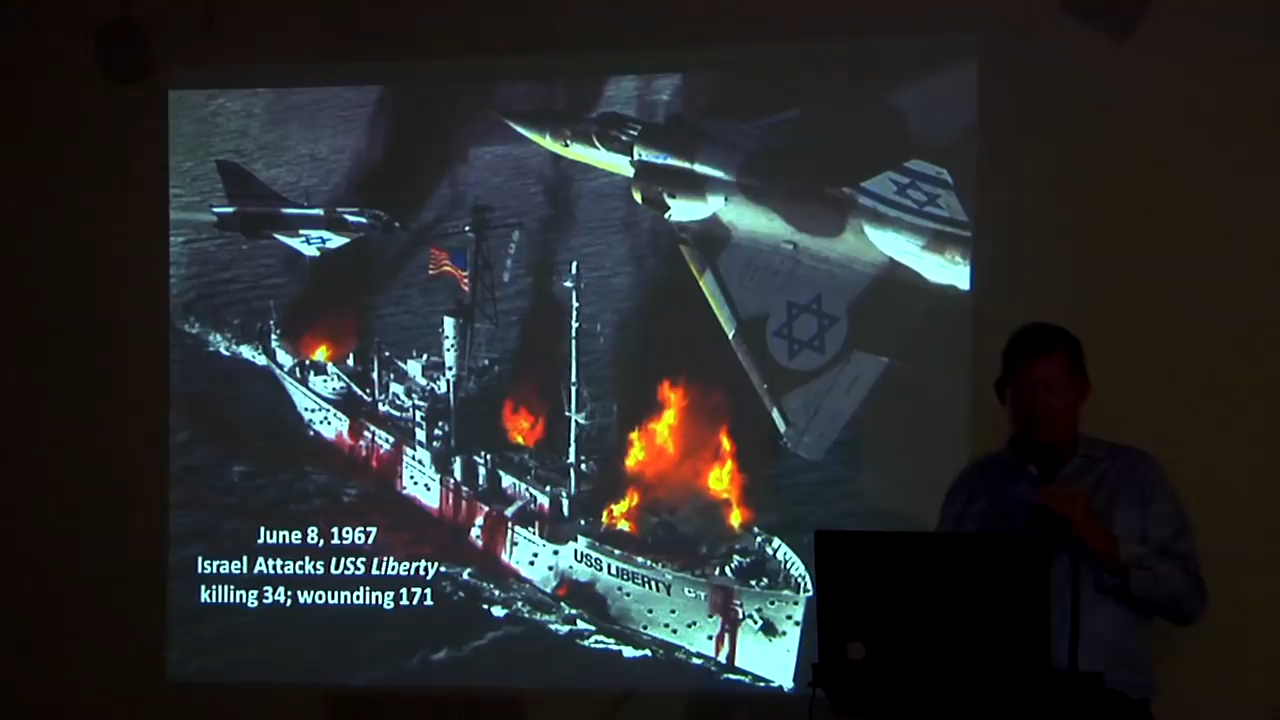 June 8, 1967
Israel Attacks USS Liberty-
killing 34; wounding 171
USS LIBERTY